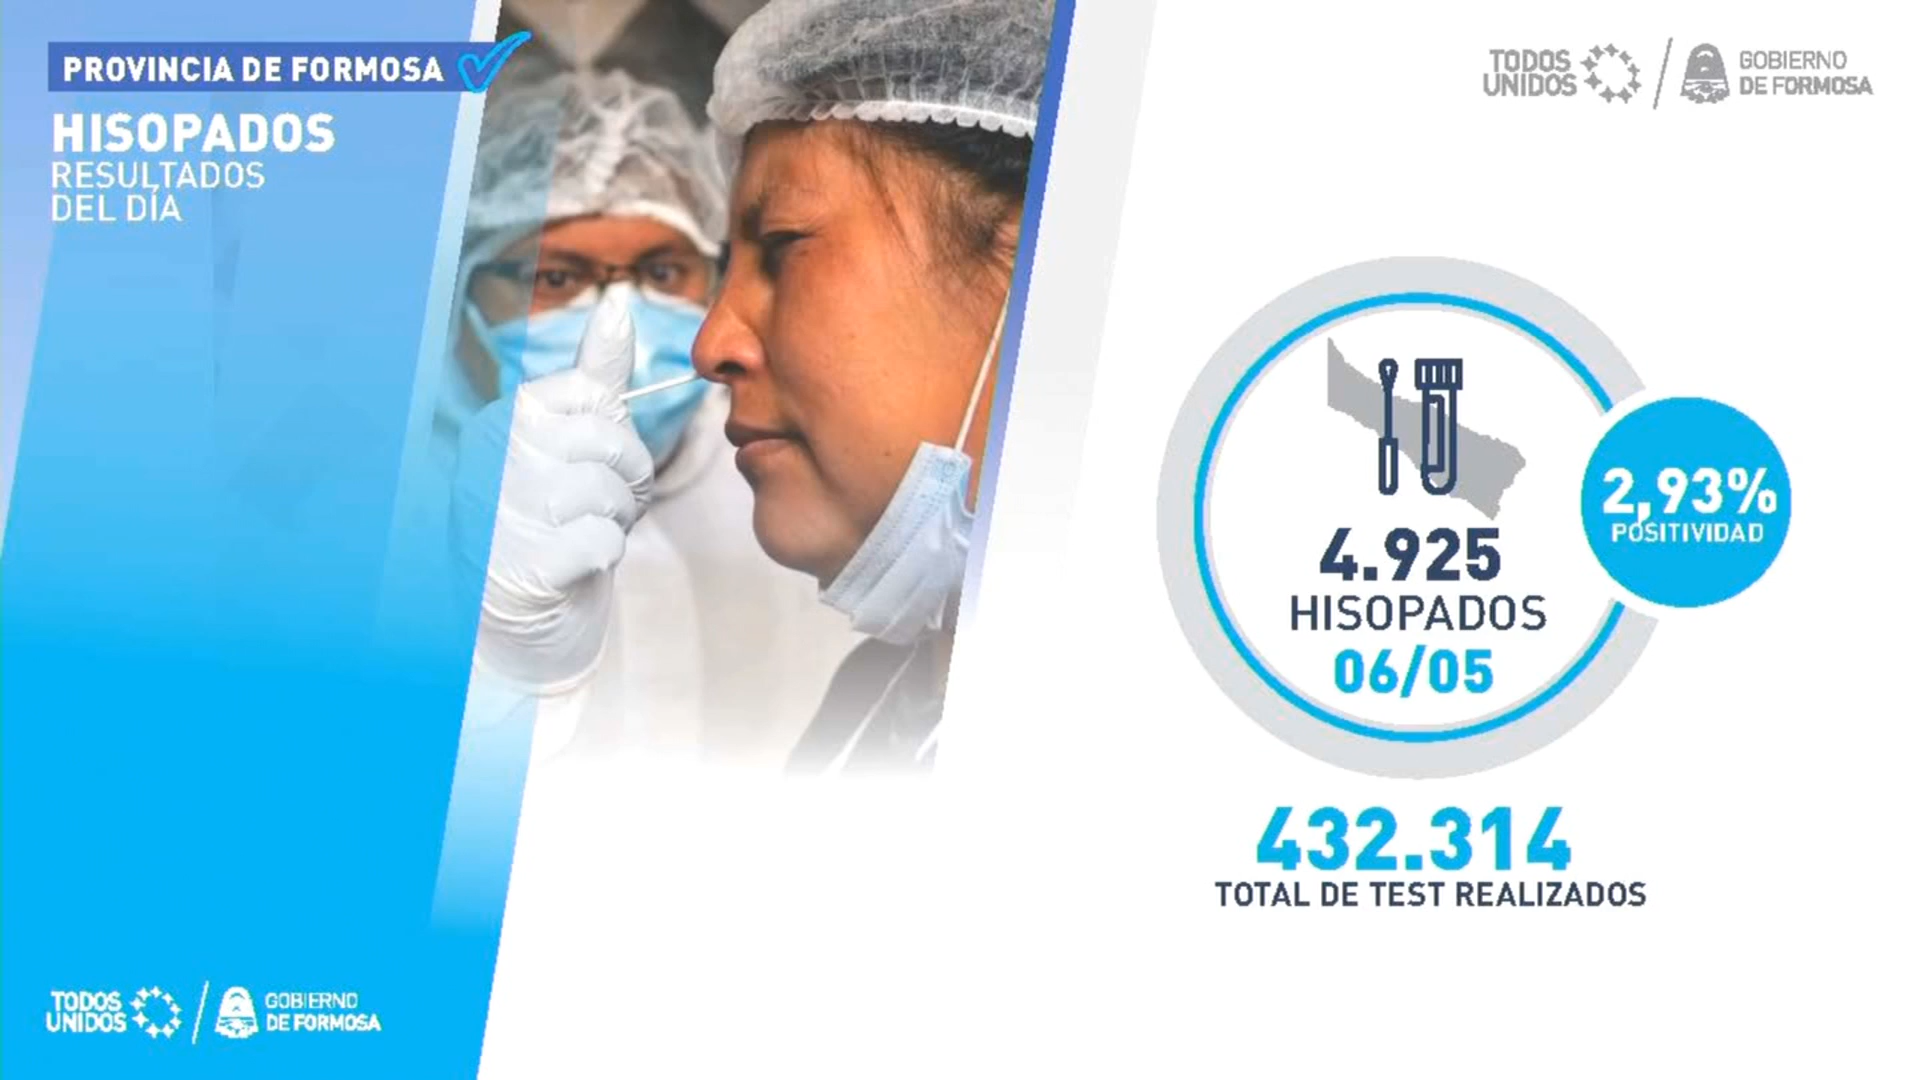 PROVINCIA DE FORMOSA
HISOPADOS
RESULTADOS
DEL DÍA
TODOS
UNIDOS
GOBIERNO
DE FORMOSA
4.925
HISOPADOS
06/05
2,93%
POSITIVIDAD
432.314
TOTAL DE TEST REALIZADOS
TODOS
UNIDOS
GOBIERNO
DE FORMOSA